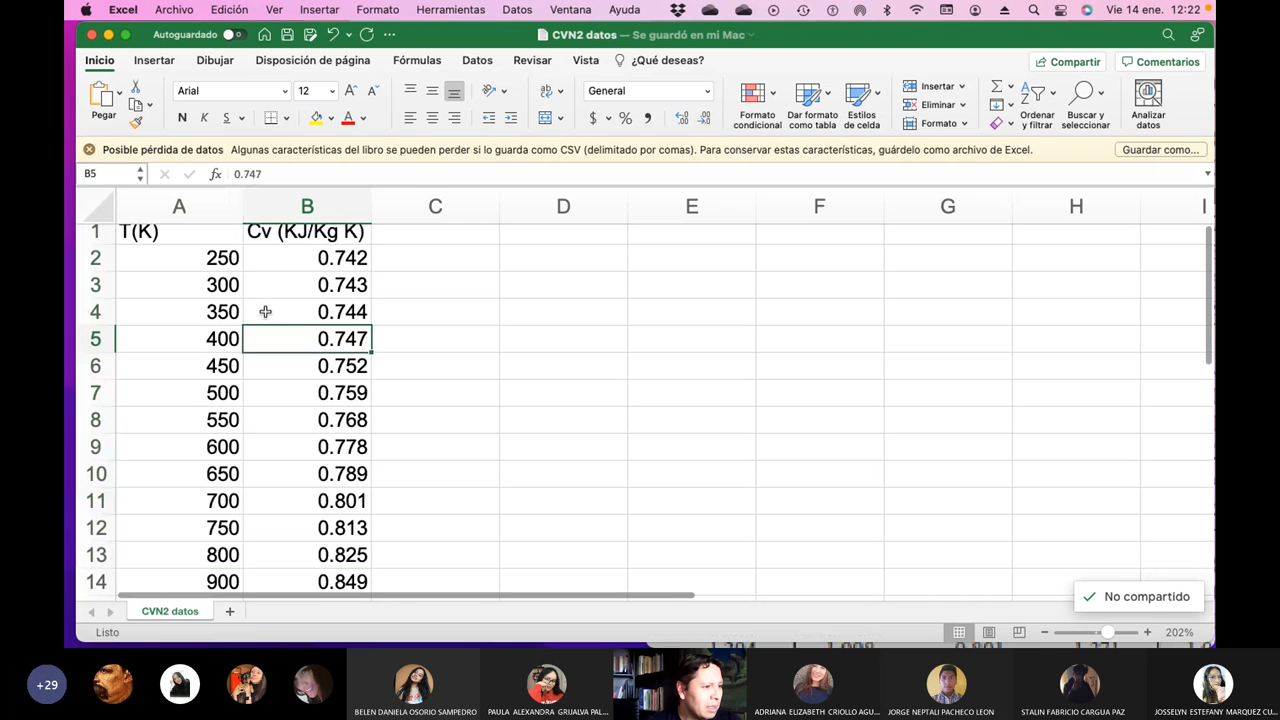 Excel Archivo Edición Ver Insertar Formato Herramientas Datos Ventana Ayuda Vie 14 ene. 12:22
Autoguardado CVN2 datos — Se guardó en mi Mac
Inicio Insertar Dibujar Disposición de página Fórmulas Datos Revisar Vista ¿Qué deseas? Compartir Comentarios
Pegar Arial 12 General Insertar
N K S Eliminar
Formato condicional Dar formato como tabla Estilos de celda Formato Ordenar y filtrar Buscar y seleccionar Analizar datos
Posible pérdida de datos Algunas características del libro se pueden perder si lo guarda como CSV (delimitado por comas). Para conservar estas características, guárdelo como archivo de Excel. Guardar como...
B5 fx 0.747
A B C D E F G H I
1 T(K) Cv (KJ/Kg K)
2 250 0.742
3 300 0.743
4 350 0.744
5 400 0.747
6 450 0.752
7 500 0.759
8 550 0.768
9 600 0.778
10 650 0.789
11 700 0.801
12 750 0.813
13 800 0.825
14 900 0.849
No compartido
CVN2 datos +
Listo 202%
+29
BELEN DANIELA OSORIO SAMPEDRO PAULA ALEXANDRA GRIJALVA PAL... ADRIANA ELIZABETH CRIOLLO AGU... JORGE NEPTALI PACHECO LEON STALIN FABRICIO CARGUA PAZ JOSSELYN ESTEFANY MARQUEZ CU...